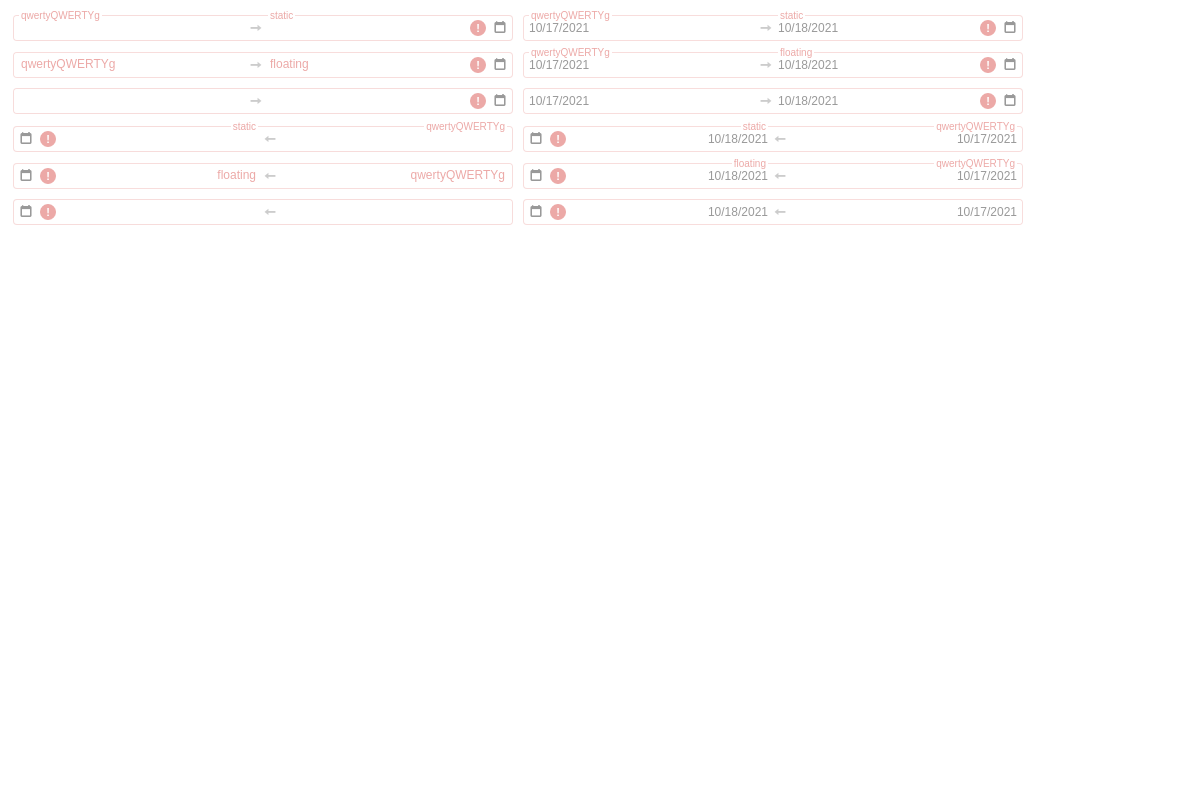 qwertyQWERTYg static qwertyQWERTYg static
10/17/2021 10/18/2021
qwertyQWERTYg floating
qwertyQWERTYg floating 10/17/2021 10/18/2021
10/17/2021 10/18/2021
static qwertyQWERTYg static qwertyQWERTYg
10/18/2021 10/17/2021
floating qwertyQWERTYg
floating qwertyQWERTYg 10/18/2021 10/17/2021
10/18/2021 10/17/2021